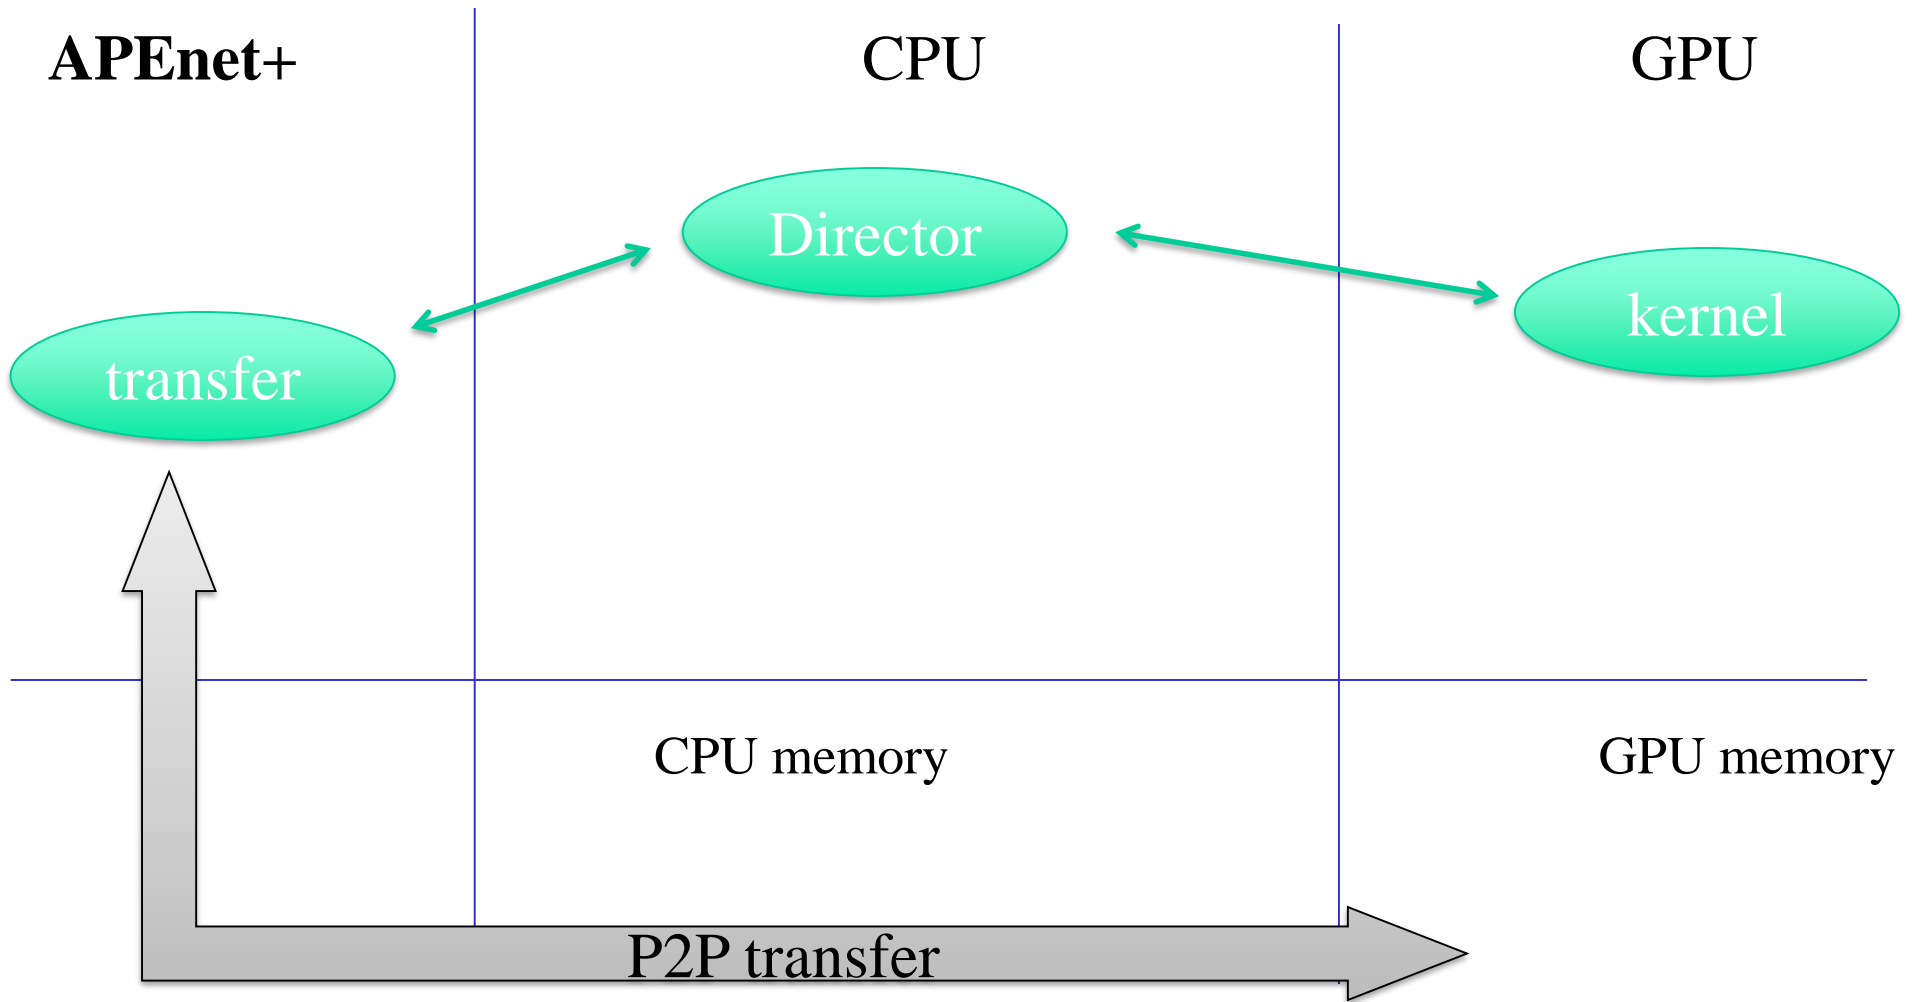 APEnet+
CPU
GPU
Director
kernel
transfer
CPU memory
GPU memory
P2P transfer